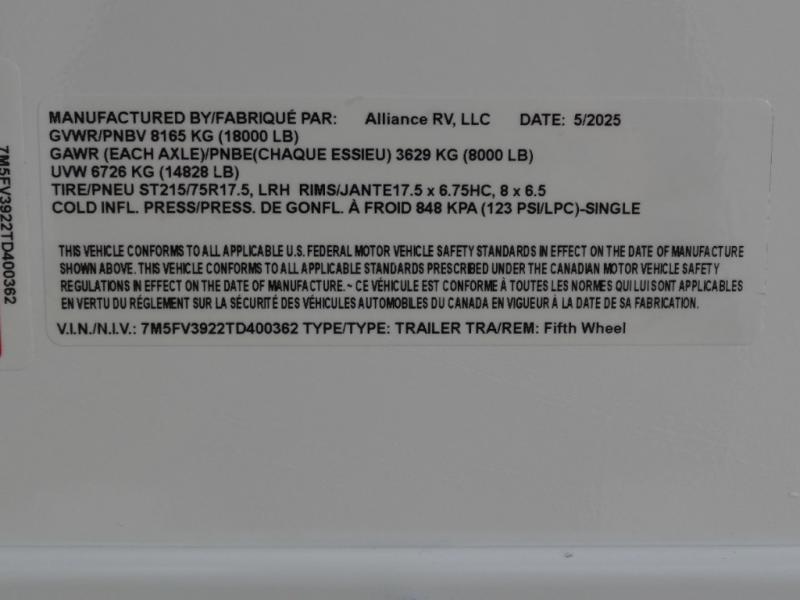 MANUFACTURED BY/FABRIQUÉ PAR: Alliance RV, LLC DATE: 5/2025
GVWR/PNBV 8165 KG (18000 LB)
GAWR (EACH AXLE)/PNBE(CHAQUE ESSIEU) 3629 KG (8000 LB)
UVW 6726 KG (14828 LB)
TIRE/PNEU ST215/75R17.5, LRH RIMS/JANTE17.5 x 6.75HC, 8 x 6.5
COLD INFL. PRESS/PRESS. DE GONFL. À FROID 848 KPA (123 PSI/LPC)-SINGLE
THIS VEHICLE CONFORMS TO ALL APPLICABLE U.S. FEDERAL MOTOR VEHICLE SAFETY STANDARDS IN EFFECT ON THE DATE OF MANUFACTURE
SHOWN ABOVE. THIS VEHICLE CONFORMS TO ALL APPLICABLE STANDARDS PRESCRIBED UNDER THE CANADIAN MOTOR VEHICLE SAFETY
REGULATIONS IN EFFECT ON THE DATE OF MANUFACTURE. ~ CE VÉHICULE EST CONFORME À TOUTES LES NORMES QUI LUI SONT APPLICABLES
EN VERTU DU RÉGLEMENT SUR LA SÉCURITÉ DES VÉHICULES AUTOMOBILES DU CANADA EN VIGUEUR À LA DATE DE SA FABRICATION.
V.I.N./N.I.V.: 7M5FV3922TD400362 TYPE/TYPE: TRAILER TRA/REM: Fifth Wheel
7M5FV3922TD400362